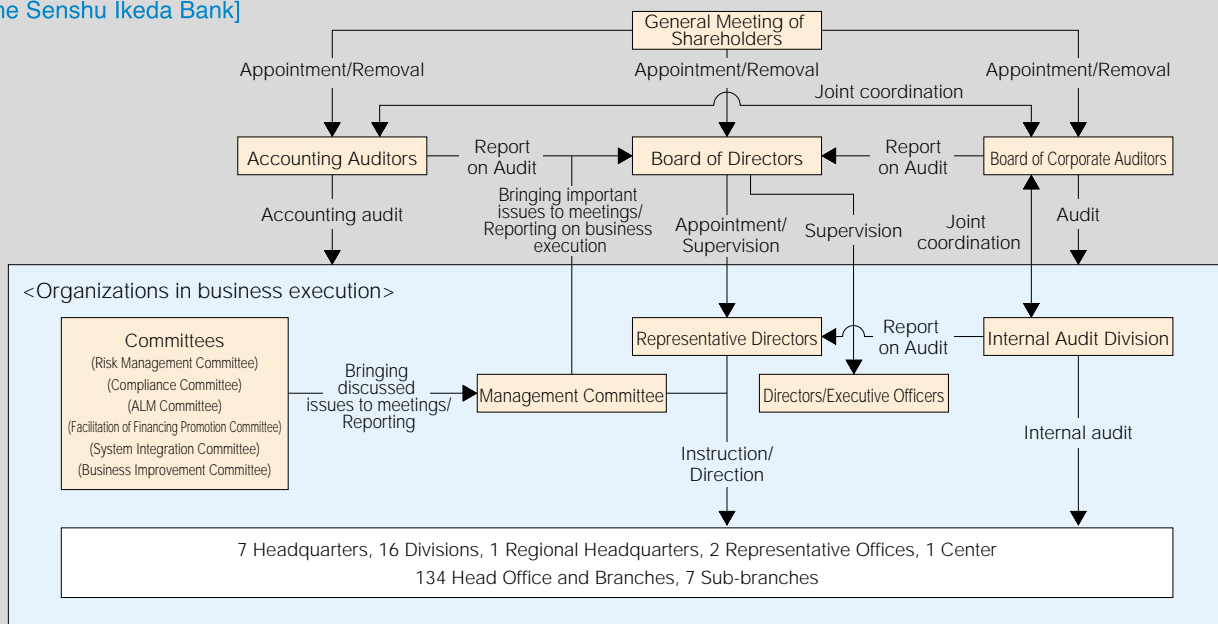 he Senshu Ikeda Bank]
General Meeting of
Shareholders
Appointment/Removal
Appointment/Removal
Appointment/Removal
Joint coordination
Accounting Auditors
Report
on Audit
Board of Directors
Report
on Audit
Board of Corporate Auditors
Accounting audit
Bringing important
issues to meetings/
Reporting on business
execution
Appointment/
Supervision
Supervision
Joint
coordination
Audit
<Organizations in business execution>
Committees
(Risk Management Committee)
(Compliance Committee)
(ALM Committee)
(Facilitation of Financing Promotion Committee)
(System Integration Committee)
(Business Improvement Committee)
Bringing
discussed
issues to meetings/
Reporting
Management Committee
Representative Directors
Report
on Audit
Internal Audit Division
Directors/Executive Officers
Instruction/
Direction
Internal audit
7 Headquarters, 16 Divisions, 1 Regional Headquarters, 2 Representative Offices, 1 Center
134 Head Office and Branches, 7 Sub-branches